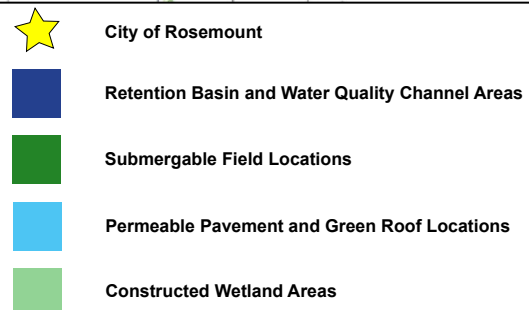 City of Rosemount
Retention Basin and Water Quality Channel Areas
Submergable Field Locations
Permeable Pavement and Green Roof Locations
Constructed Wetland Areas